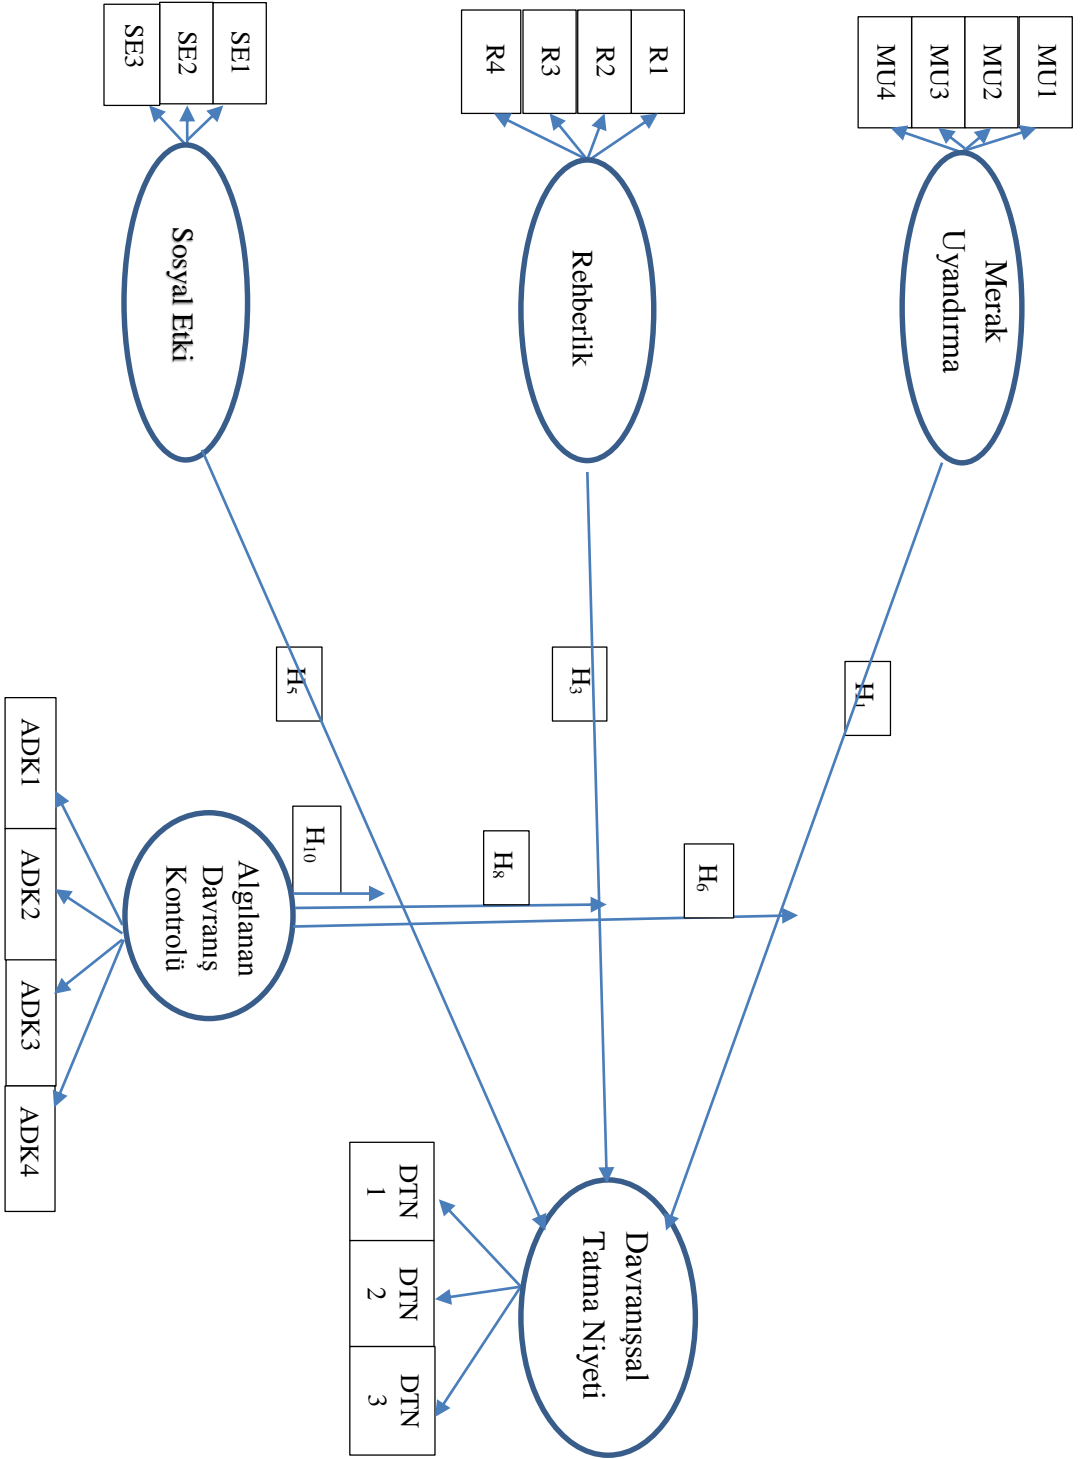 MU1
MU2
MU3
MU4
Merak
Uyandırma
H₁
R1
R2
R3
R4
Rehberlik
H₃
SE1
SE2
SE3
Sosyal Etki
H₅
H₆
H₈
H₁₀
Algılanan
Davranış
Kontrolü
ADK1
ADK2
ADK3
ADK4
Davranışsal
Tatma Niyeti
DTN
1
DTN
2
DTN
3